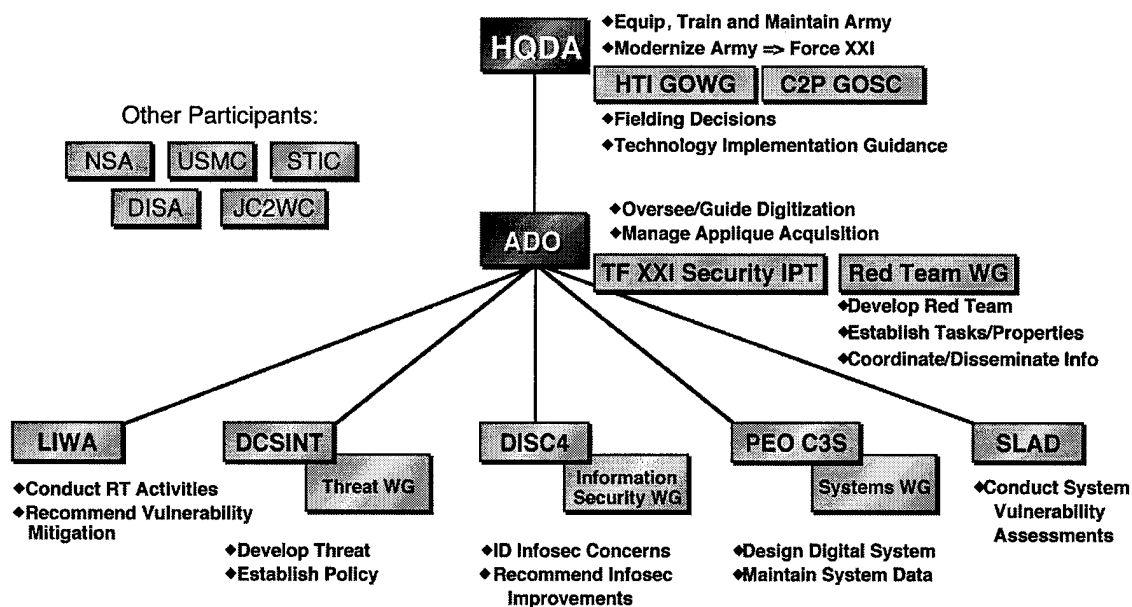 HQDA
◆Equip, Train and Maintain Army
◆Modernize Army => Force XXI
HTI GOWG
C2P GOSC
◆Fielding Decisions
◆Technology Implementation Guidance
Other Participants:
NSA
USMC
STIC
DISA
JC2WC
ADO
◆Oversee/Guide Digitization
◆Manage Applique Acquisition
TF XXI Security IPT
Red Team WG
◆Develop Red Team
◆Establish Tasks/Properties
◆Coordinate/Disseminate Info
LIWA
◆Conduct RT Activities
◆Recommend Vulnerability
Mitigation
DCSINT
Threat WG
◆Develop Threat
◆Establish Policy
DISC4
Information
Security WG
◆ID Infosec Concerns
◆Recommend Infosec
Improvements
PEO C3S
Systems WG
◆Design Digital System
◆Maintain System Data
SLAD
◆Conduct System
Vulnerability
Assessments